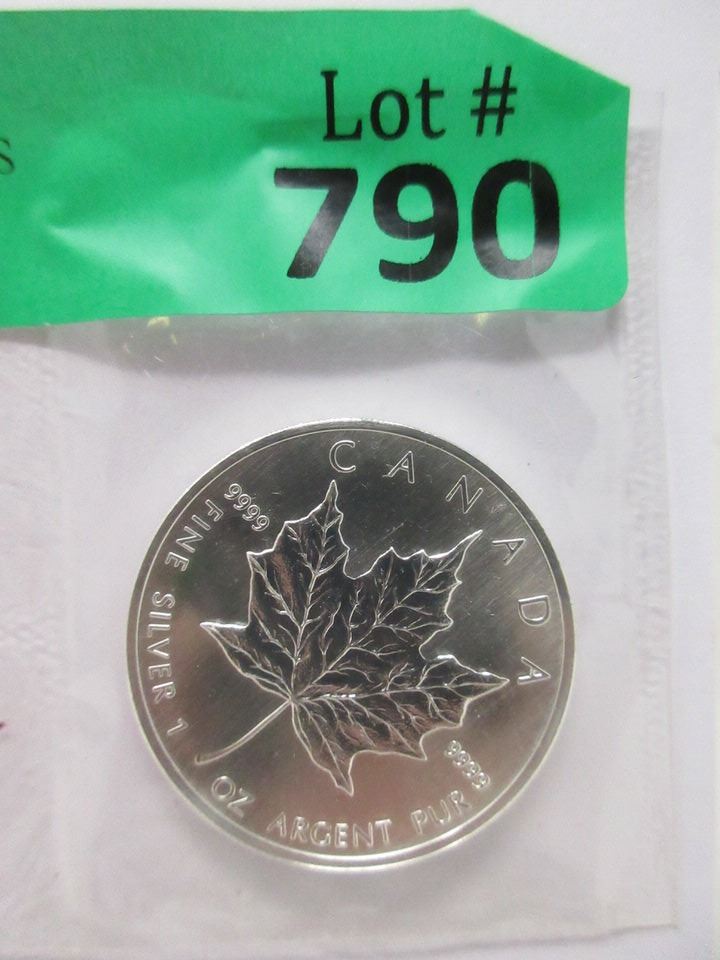 S
Lot #
790
CANADA
9999
FINE SILVER 1 OZ ARGENT PUR
9999